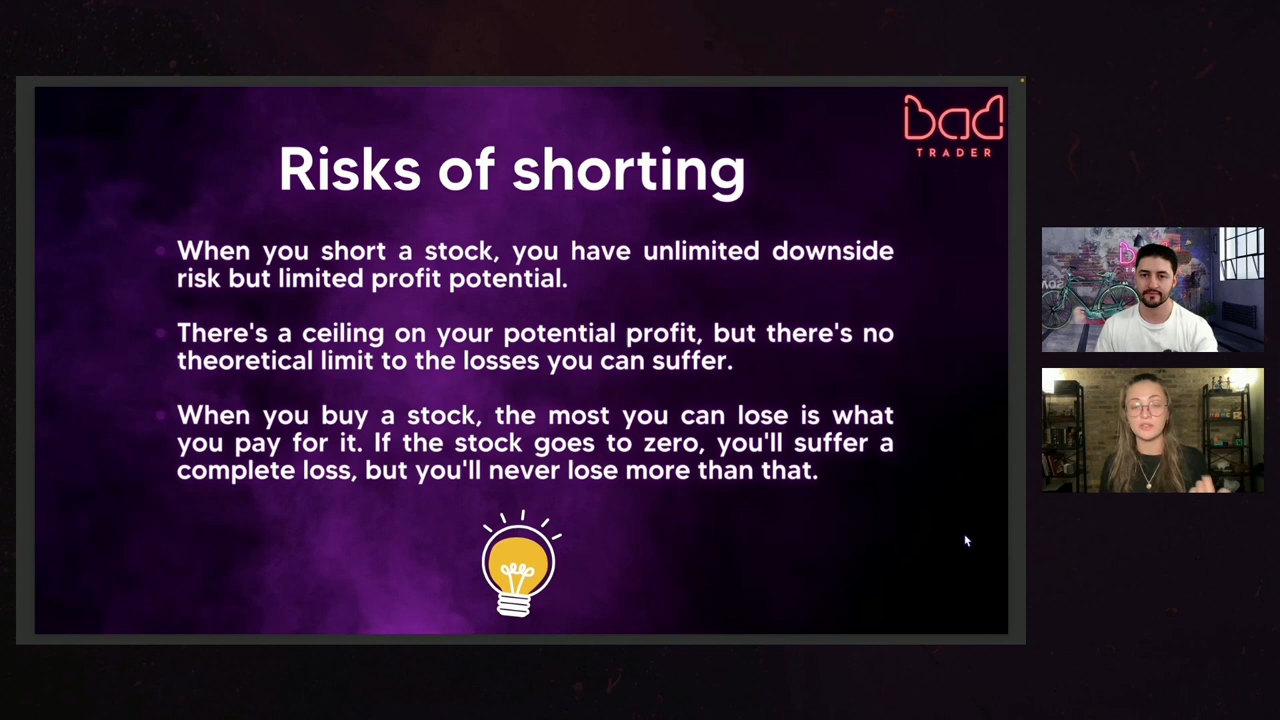 bad
TRADER
Risks of shorting
When you short a stock, you have unlimited downside
risk but limited profit potential.
There's a ceiling on your potential profit, but there's no
theoretical limit to the losses you can suffer.
When you buy a stock, the most you can lose is what
you pay for it. If the stock goes to zero, you'll suffer a
complete loss, but you'll never lose more than that.